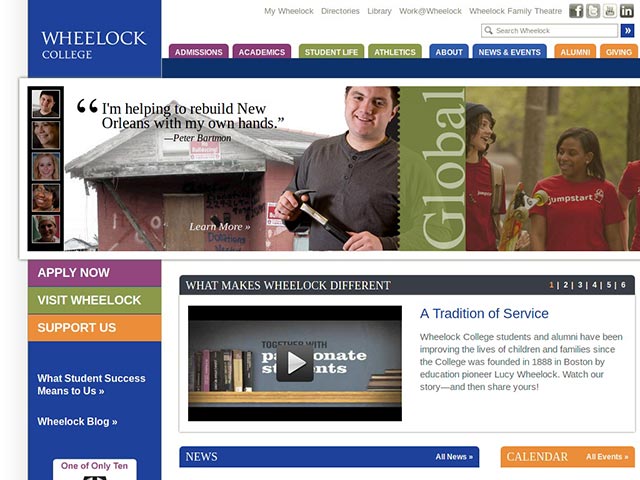 My Wheelock Directories Library Work@Wheelock Wheelock Family Theatre
WHEELOCK
COLLEGE
Search Wheelock
ADMISSIONS ACADEMICS STUDENT LIFE ATHLETICS ABOUT NEWS & EVENTS ALUMNI GIVING
“I'm helping to rebuild New
Orleans with my own hands.”
—Peter Bartmon
Learn More »
Global
jumpstart
APPLY NOW
VISIT WHEELOCK
SUPPORT US
What Student Success
Means to Us »
Wheelock Blog »
One of Only Ten
WHAT MAKES WHEELOCK DIFFERENT
1 | 2 | 3 | 4 | 5 | 6
TOGETHER WITH
passionate
students
A Tradition of Service
Wheelock College students and alumni have been
improving the lives of children and families since
the College was founded in 1888 in Boston by
education pioneer Lucy Wheelock. Watch our
story—and then share yours!
NEWS All News »
CALENDAR All Events »